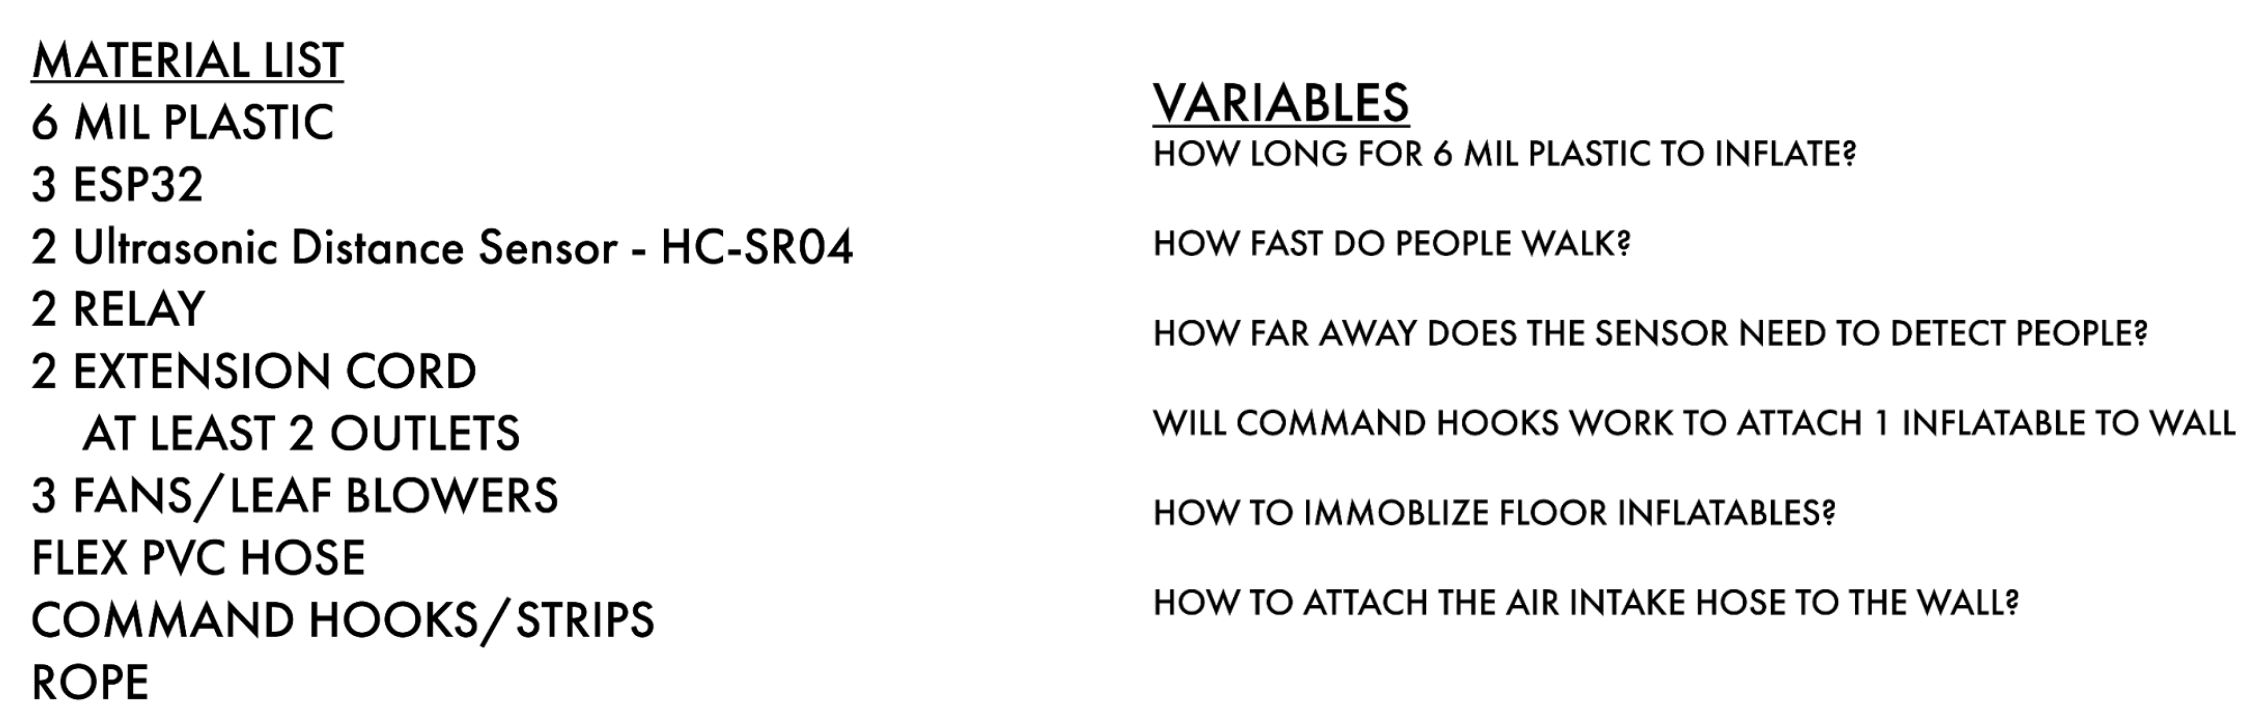 MATERIAL LIST
6 MIL PLASTIC
3 ESP32
2 Ultrasonic Distance Sensor - HC-SR04
2 RELAY
2 EXTENSION CORD
AT LEAST 2 OUTLETS
3 FANS/LEAF BLOWERS
FLEX PVC HOSE
COMMAND HOOKS/STRIPS
ROPE
VARIABLES
HOW LONG FOR 6 MIL PLASTIC TO INFLATE?
HOW FAST DO PEOPLE WALK?
HOW FAR AWAY DOES THE SENSOR NEED TO DETECT PEOPLE?
WILL COMMAND HOOKS WORK TO ATTACH 1 INFLATABLE TO WALL
HOW TO IMMOBLIZE FLOOR INFLATABLES?
HOW TO ATTACH THE AIR INTAKE HOSE TO THE WALL?